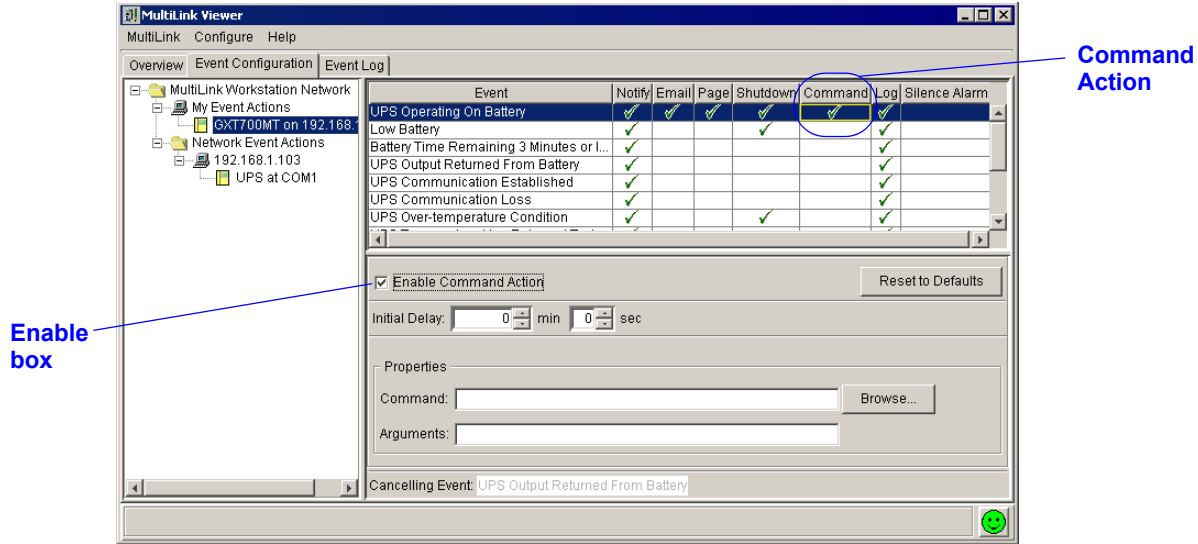 MultiLink Viewer
MultiLink Configure Help
Overview Event Configuration Event Log
MultiLink Workstation Network
My Event Actions
GXT700MT on 192.168.
Network Event Actions
192.168.1.103
UPS at COM1
Event Notify Email Page Shutdown Command Log Silence Alarm
UPS Operating On Battery
Low Battery
Battery Time Remaining 3 Minutes or l...
UPS Output Returned From Battery
UPS Communication Established
UPS Communication Loss
UPS Over-temperature Condition
Enable Command Action
Reset to Defaults
Initial Delay: 0 min 0 sec
Properties
Command:
Browse...
Arguments:
Cancelling Event: UPS Output Returned From Battery
Command
Action
Enable
box